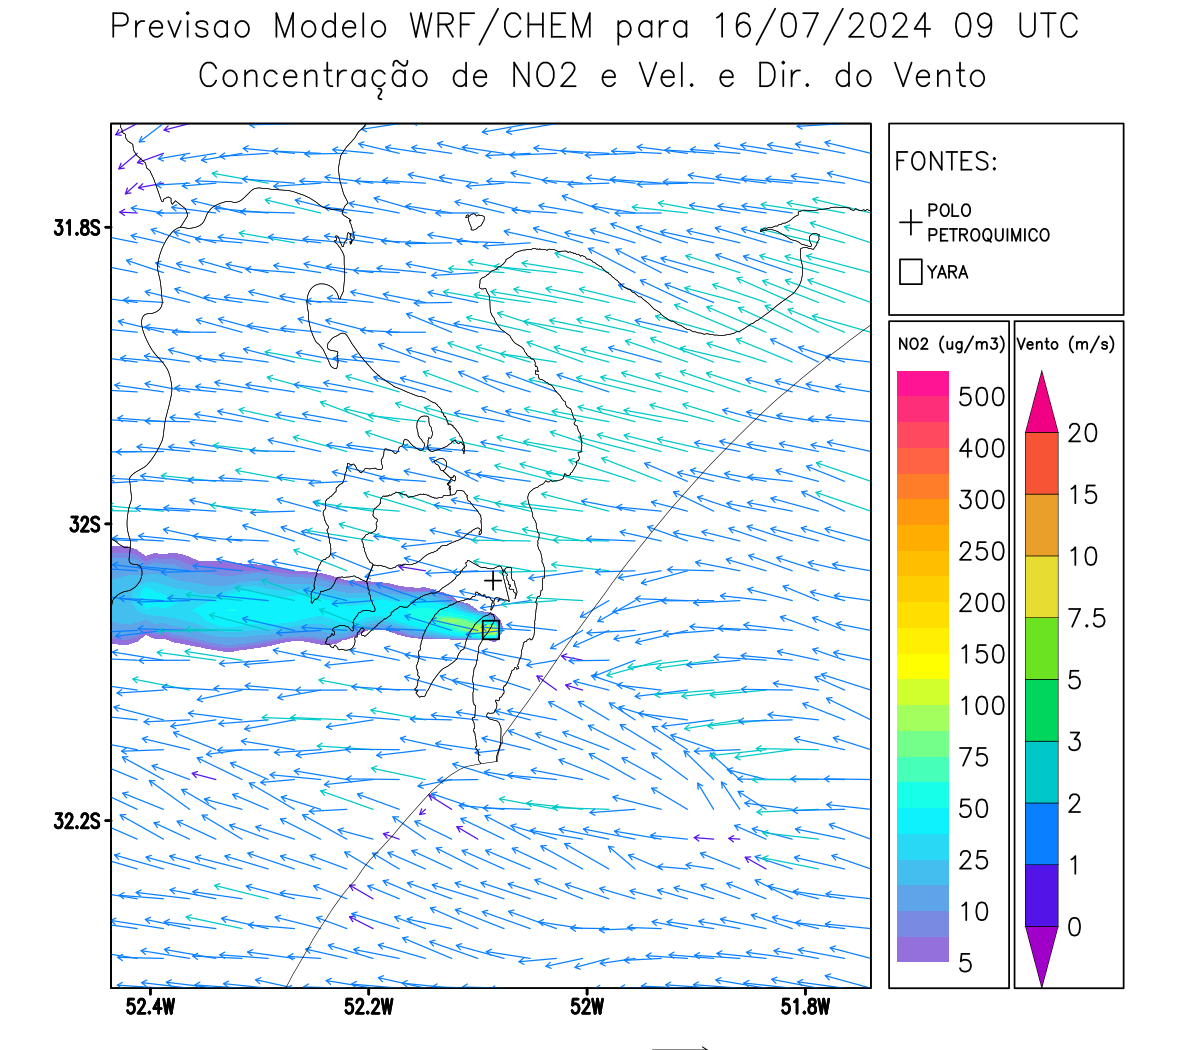 Previsao Modelo WRF/CHEM para 16/07/2024 09 UTC
Concentração de NO2 e Vel. e Dir. do Vento
FONTES:
POLO
PETROQUIMICO
YARA
NO2 (ug/m3)
500
400
300
250
200
150
100
75
50
25
10
5
Vento (m/s)
20
15
10
7.5
5
3
2
1
0
31.8S
32S
32.2S
52.4W
52.2W
52W
51.8W